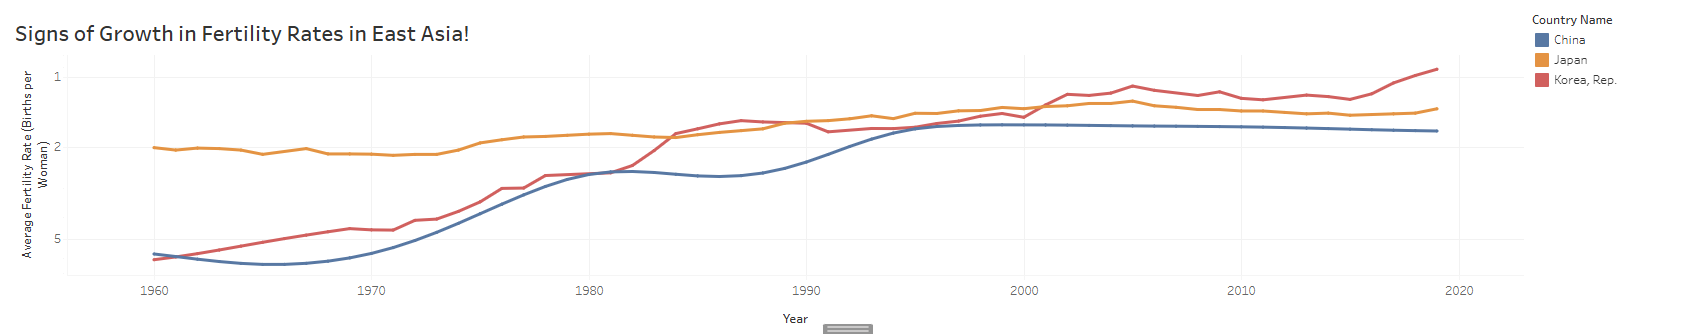 Signs of Growth in Fertility Rates in East Asia!
Country Name
China
Japan
Korea, Rep.
Average Fertility Rate (Births per
Woman)
1
2
5
1960 1970 1980 1990 2000 2010 2020
Year